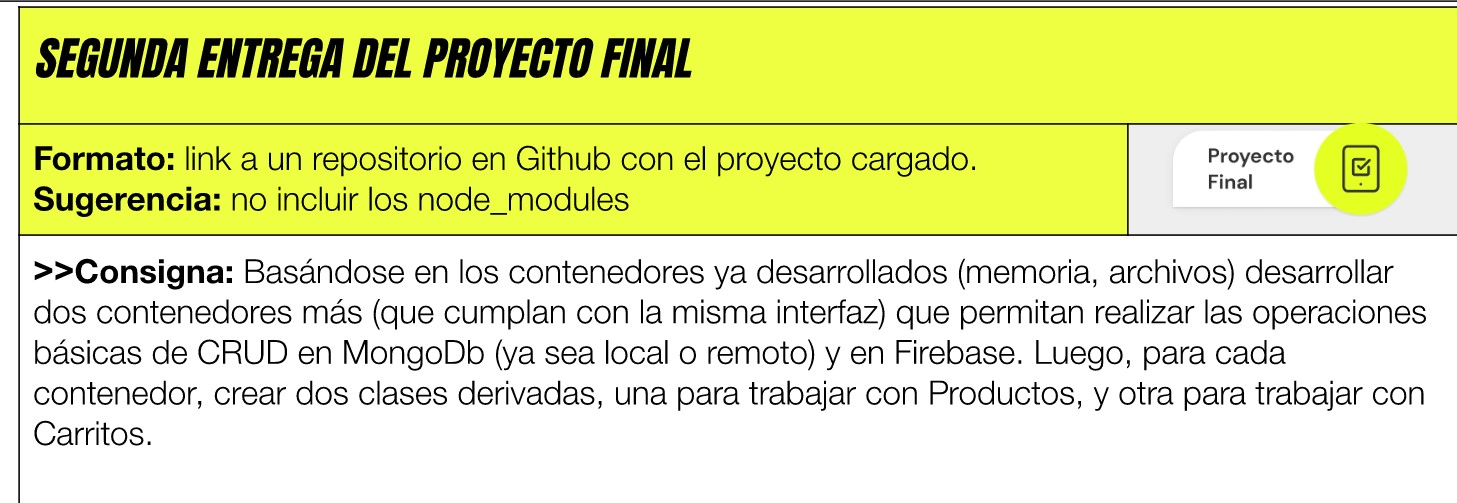 SEGUNDA ENTREGA DEL PROYECTO FINAL
Formato: link a un repositorio en Github con el proyecto cargado.
Sugerencia: no incluir los node_modules
Proyecto
Final
>>Consigna: Basándose en los contenedores ya desarrollados (memoria, archivos) desarrollar
dos contenedores más (que cumplan con la misma interfaz) que permitan realizar las operaciones
básicas de CRUD en MongoDb (ya sea local o remoto) y en Firebase. Luego, para cada
contenedor, crear dos clases derivadas, una para trabajar con Productos, y otra para trabajar con
Carritos.